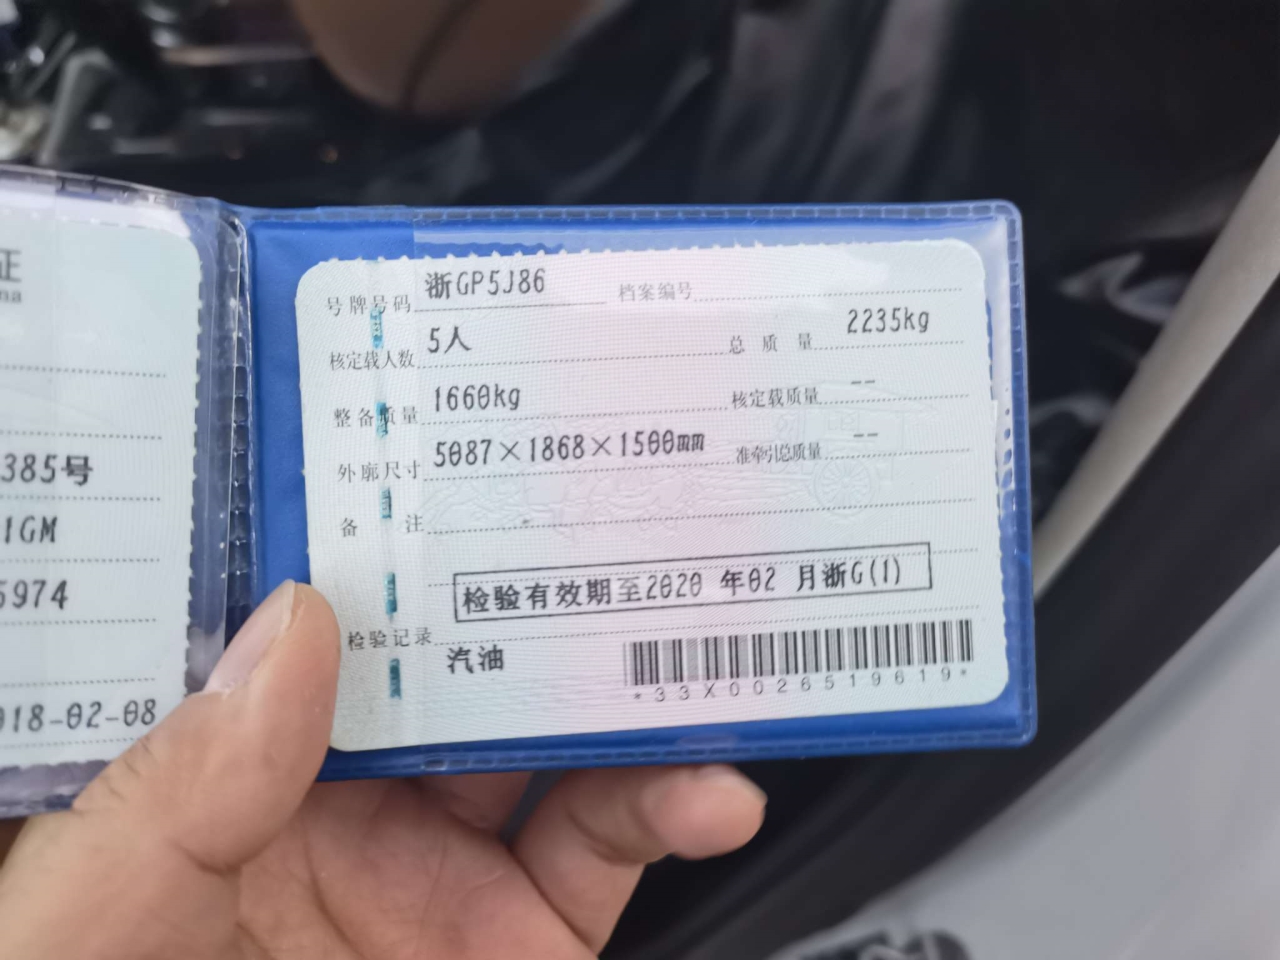 证
na
385号
1GM
5974
018-02-08
号牌号码 浙GP5J86 档案编号
核定载人数 5人 总质量 2235kg
整备质量 1660kg 核定载质量 --
外廓尺寸 5087×1868×1500mm 准牵引总质量 --
备注
检验有效期至2020 年02 月浙G(1)
检验记录
汽油
*33X0026519619*